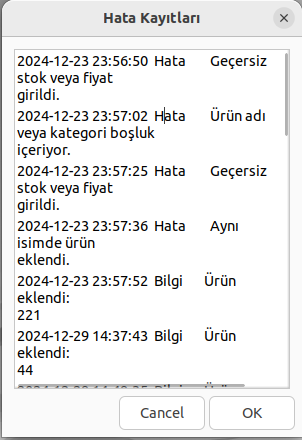 Hata Kayıtları
2024-12-23 23:56:50 Hata Geçersiz
stok veya fiyat
girildi.
2024-12-23 23:57:02 Hata Ürün adı
veya kategori boşluk
içeriyor.
2024-12-23 23:57:25 Hata Geçersiz
stok veya fiyat
girildi.
2024-12-23 23:57:36 Hata Aynı
isimde ürün
eklendi.
2024-12-23 23:57:52 Bilgi Ürün
eklendi:
221
2024-12-29 14:37:43 Bilgi Ürün
eklendi:
44
Cancel OK